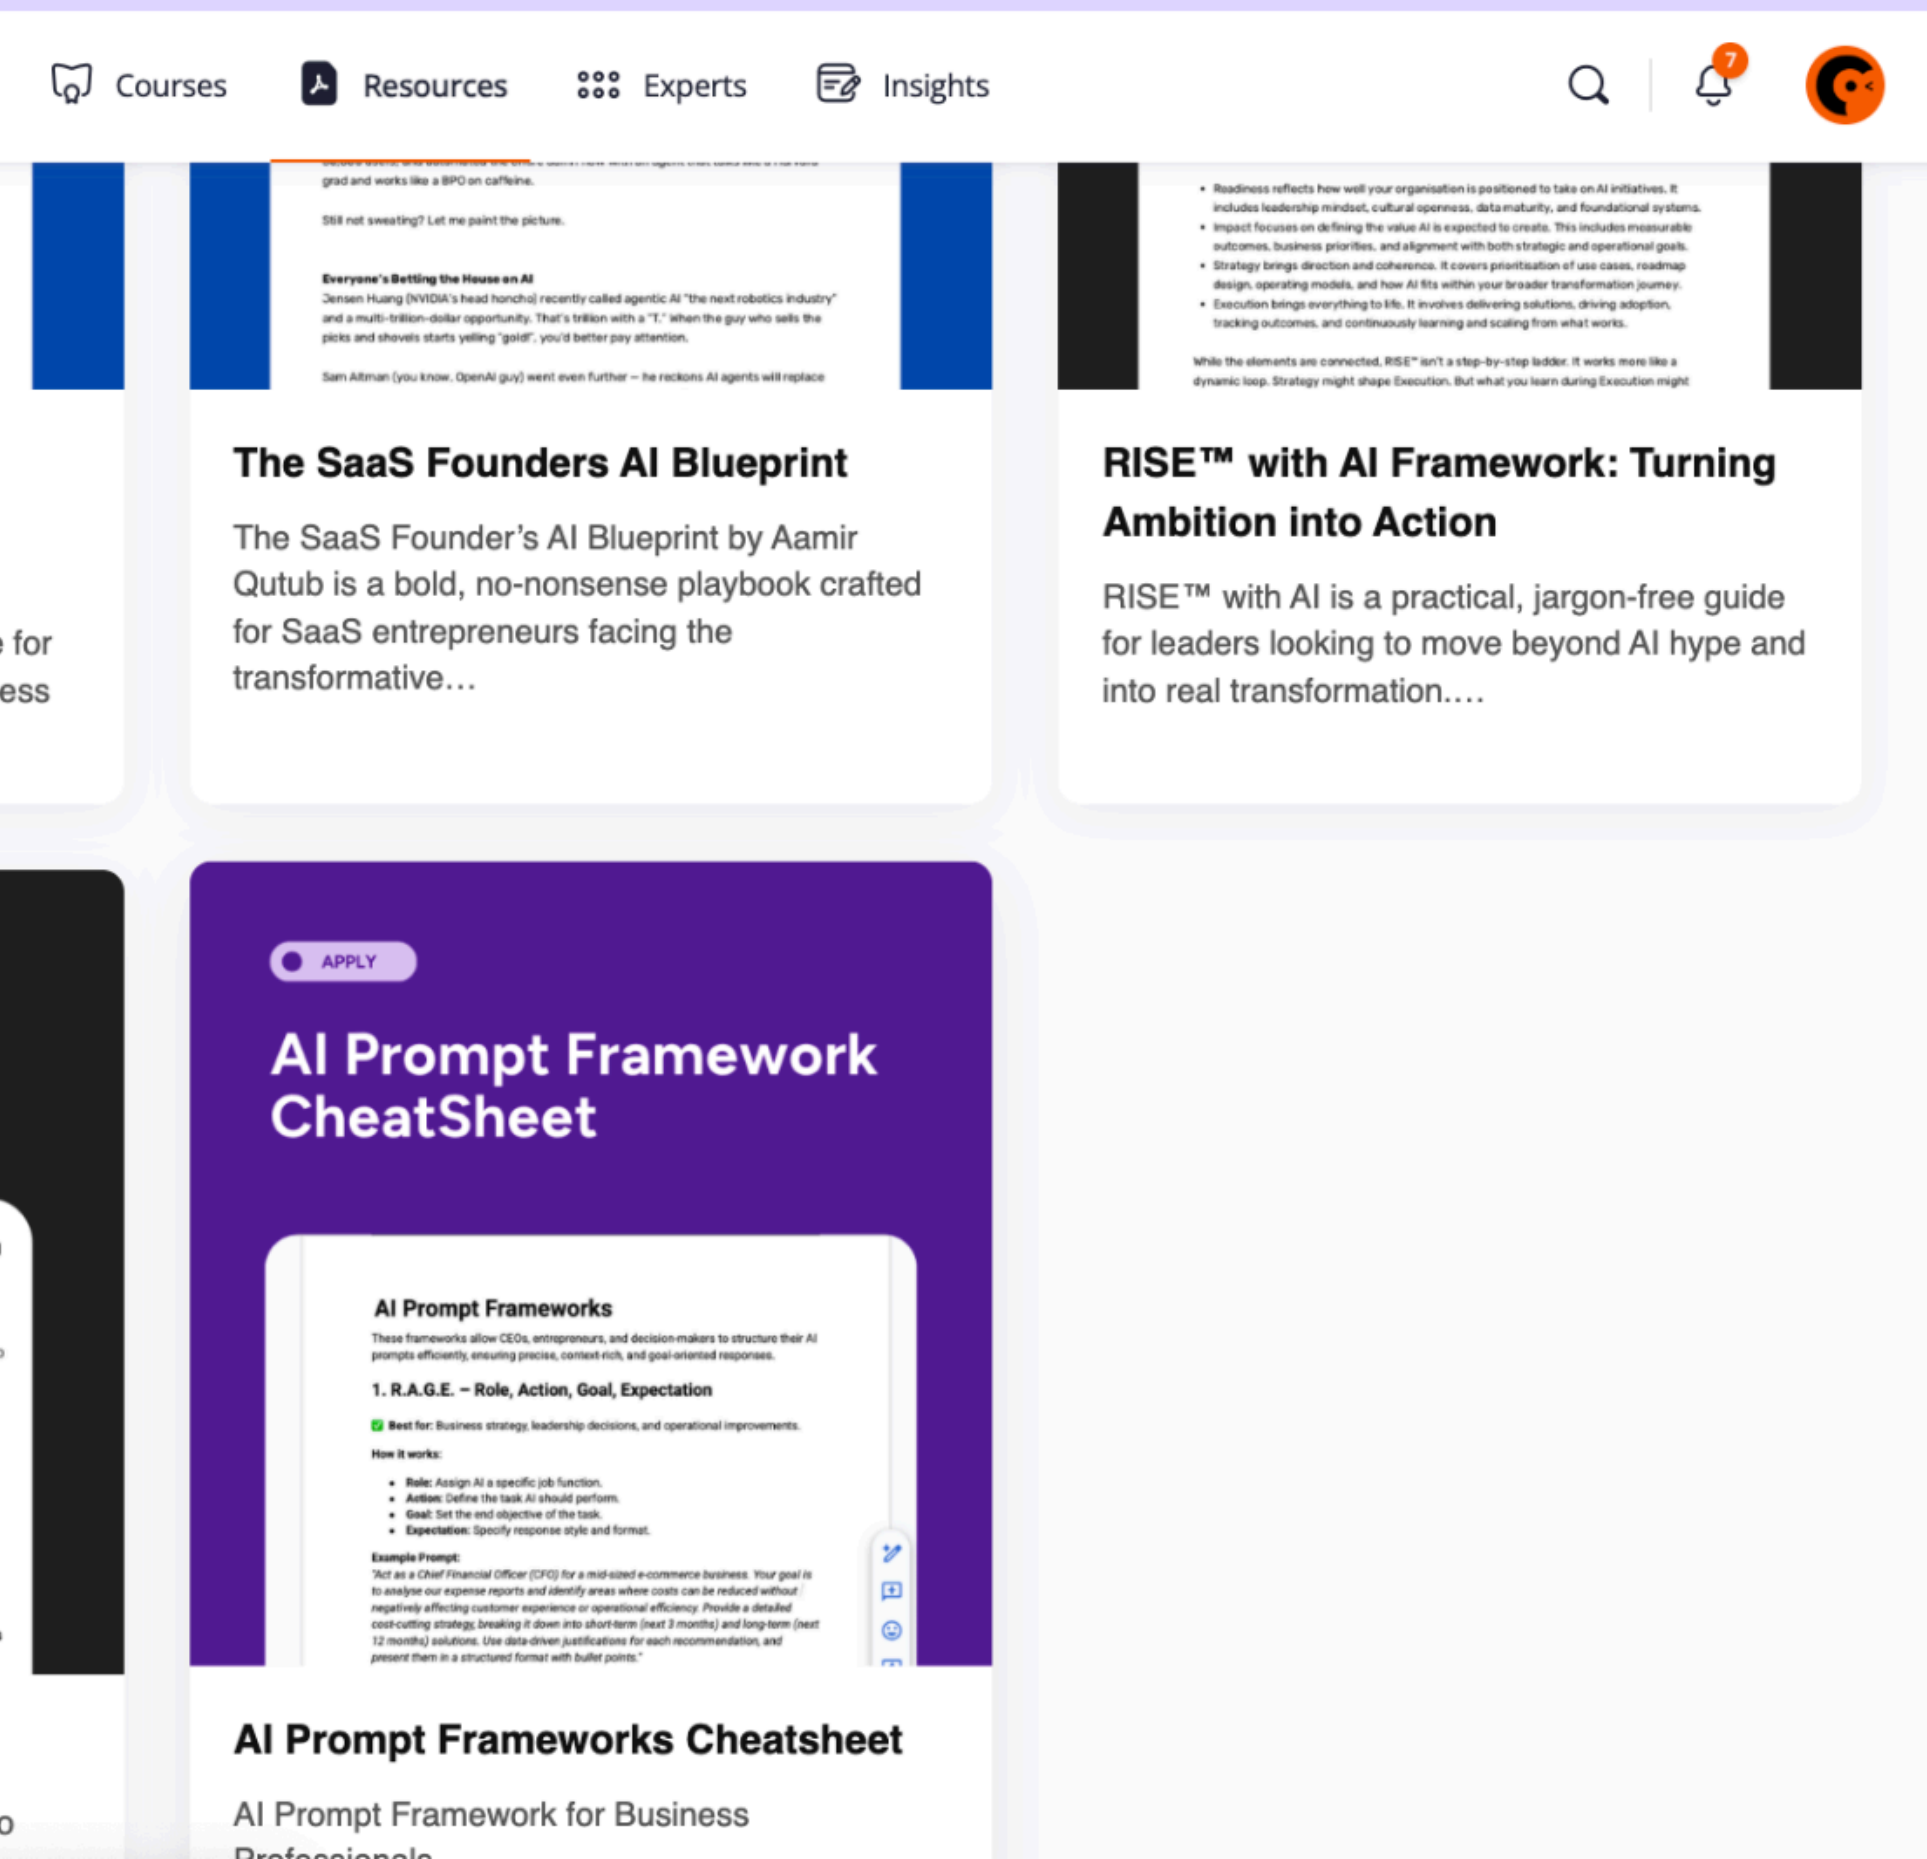 Courses
Resources
Experts
Insights
7
grad and works like a BPO on caffeine.
Still not sweating? Let me paint the picture.
Everyone's Betting the House on AI
Jensen Huang (NVIDIA's head honcho) recently called agentic AI "the next robotics industry"
and a multi-trillion-dollar opportunity. That's trillion with a "T." When the guy who sells the
picks and shovels starts yelling "gold!", you'd better pay attention.
Sam Altman (you know, OpenAI guy) went even further – he reckons AI agents will replace
• Readiness reflects how well your organisation is positioned to take on AI initiatives. It
includes leadership mindset, cultural openness, data maturity, and foundational systems.
• Impact focuses on defining the value AI is expected to create. This includes measurable
outcomes, business priorities, and alignment with both strategic and operational goals.
• Strategy brings direction and coherence. It covers prioritisation of use cases, roadmap
design, operating models, and how AI fits within your broader transformation journey.
• Execution brings everything to life. It involves delivering solutions, driving adoption,
tracking outcomes, and continuously learning and scaling from what works.
While the elements are connected, RISE™ isn't a step-by-step ladder. It works more like a
dynamic loop. Strategy might shape Execution. But what you learn during Execution might
for
ess
The SaaS Founders AI Blueprint
The SaaS Founder’s AI Blueprint by Aamir
Qutub is a bold, no-nonsense playbook crafted
for SaaS entrepreneurs facing the
transformative…
RISE™ with AI Framework: Turning
Ambition into Action
RISE™ with AI is a practical, jargon-free guide
for leaders looking to move beyond AI hype and
into real transformation.…
APPLY
AI Prompt Framework
CheatSheet
AI Prompt Frameworks
These frameworks allow CEOs, entrepreneurs, and decision-makers to structure their AI
prompts efficiently, ensuring precise, context-rich, and goal-oriented responses.
1. R.A.G.E. – Role, Action, Goal, Expectation
✅ Best for: Business strategy, leadership decisions, and operational improvements.
How it works:
• Role: Assign AI a specific job function.
• Action: Define the task AI should perform.
• Goal: Set the end objective of the task.
• Expectation: Specify response style and format.
Example Prompt:
"Act as a Chief Financial Officer (CFO) for a mid-sized e-commerce business. Your goal is
to analyse our expense reports and identify areas where costs can be reduced without
negatively affecting customer experience or operational efficiency. Provide a detailed
cost-cutting strategy, breaking it down into short-term (next 3 months) and long-term (next
12 months) solutions. Use data-driven justifications for each recommendation, and
present them in a structured format with bullet points."
AI Prompt Frameworks Cheatsheet
AI Prompt Framework for Business
Professionals